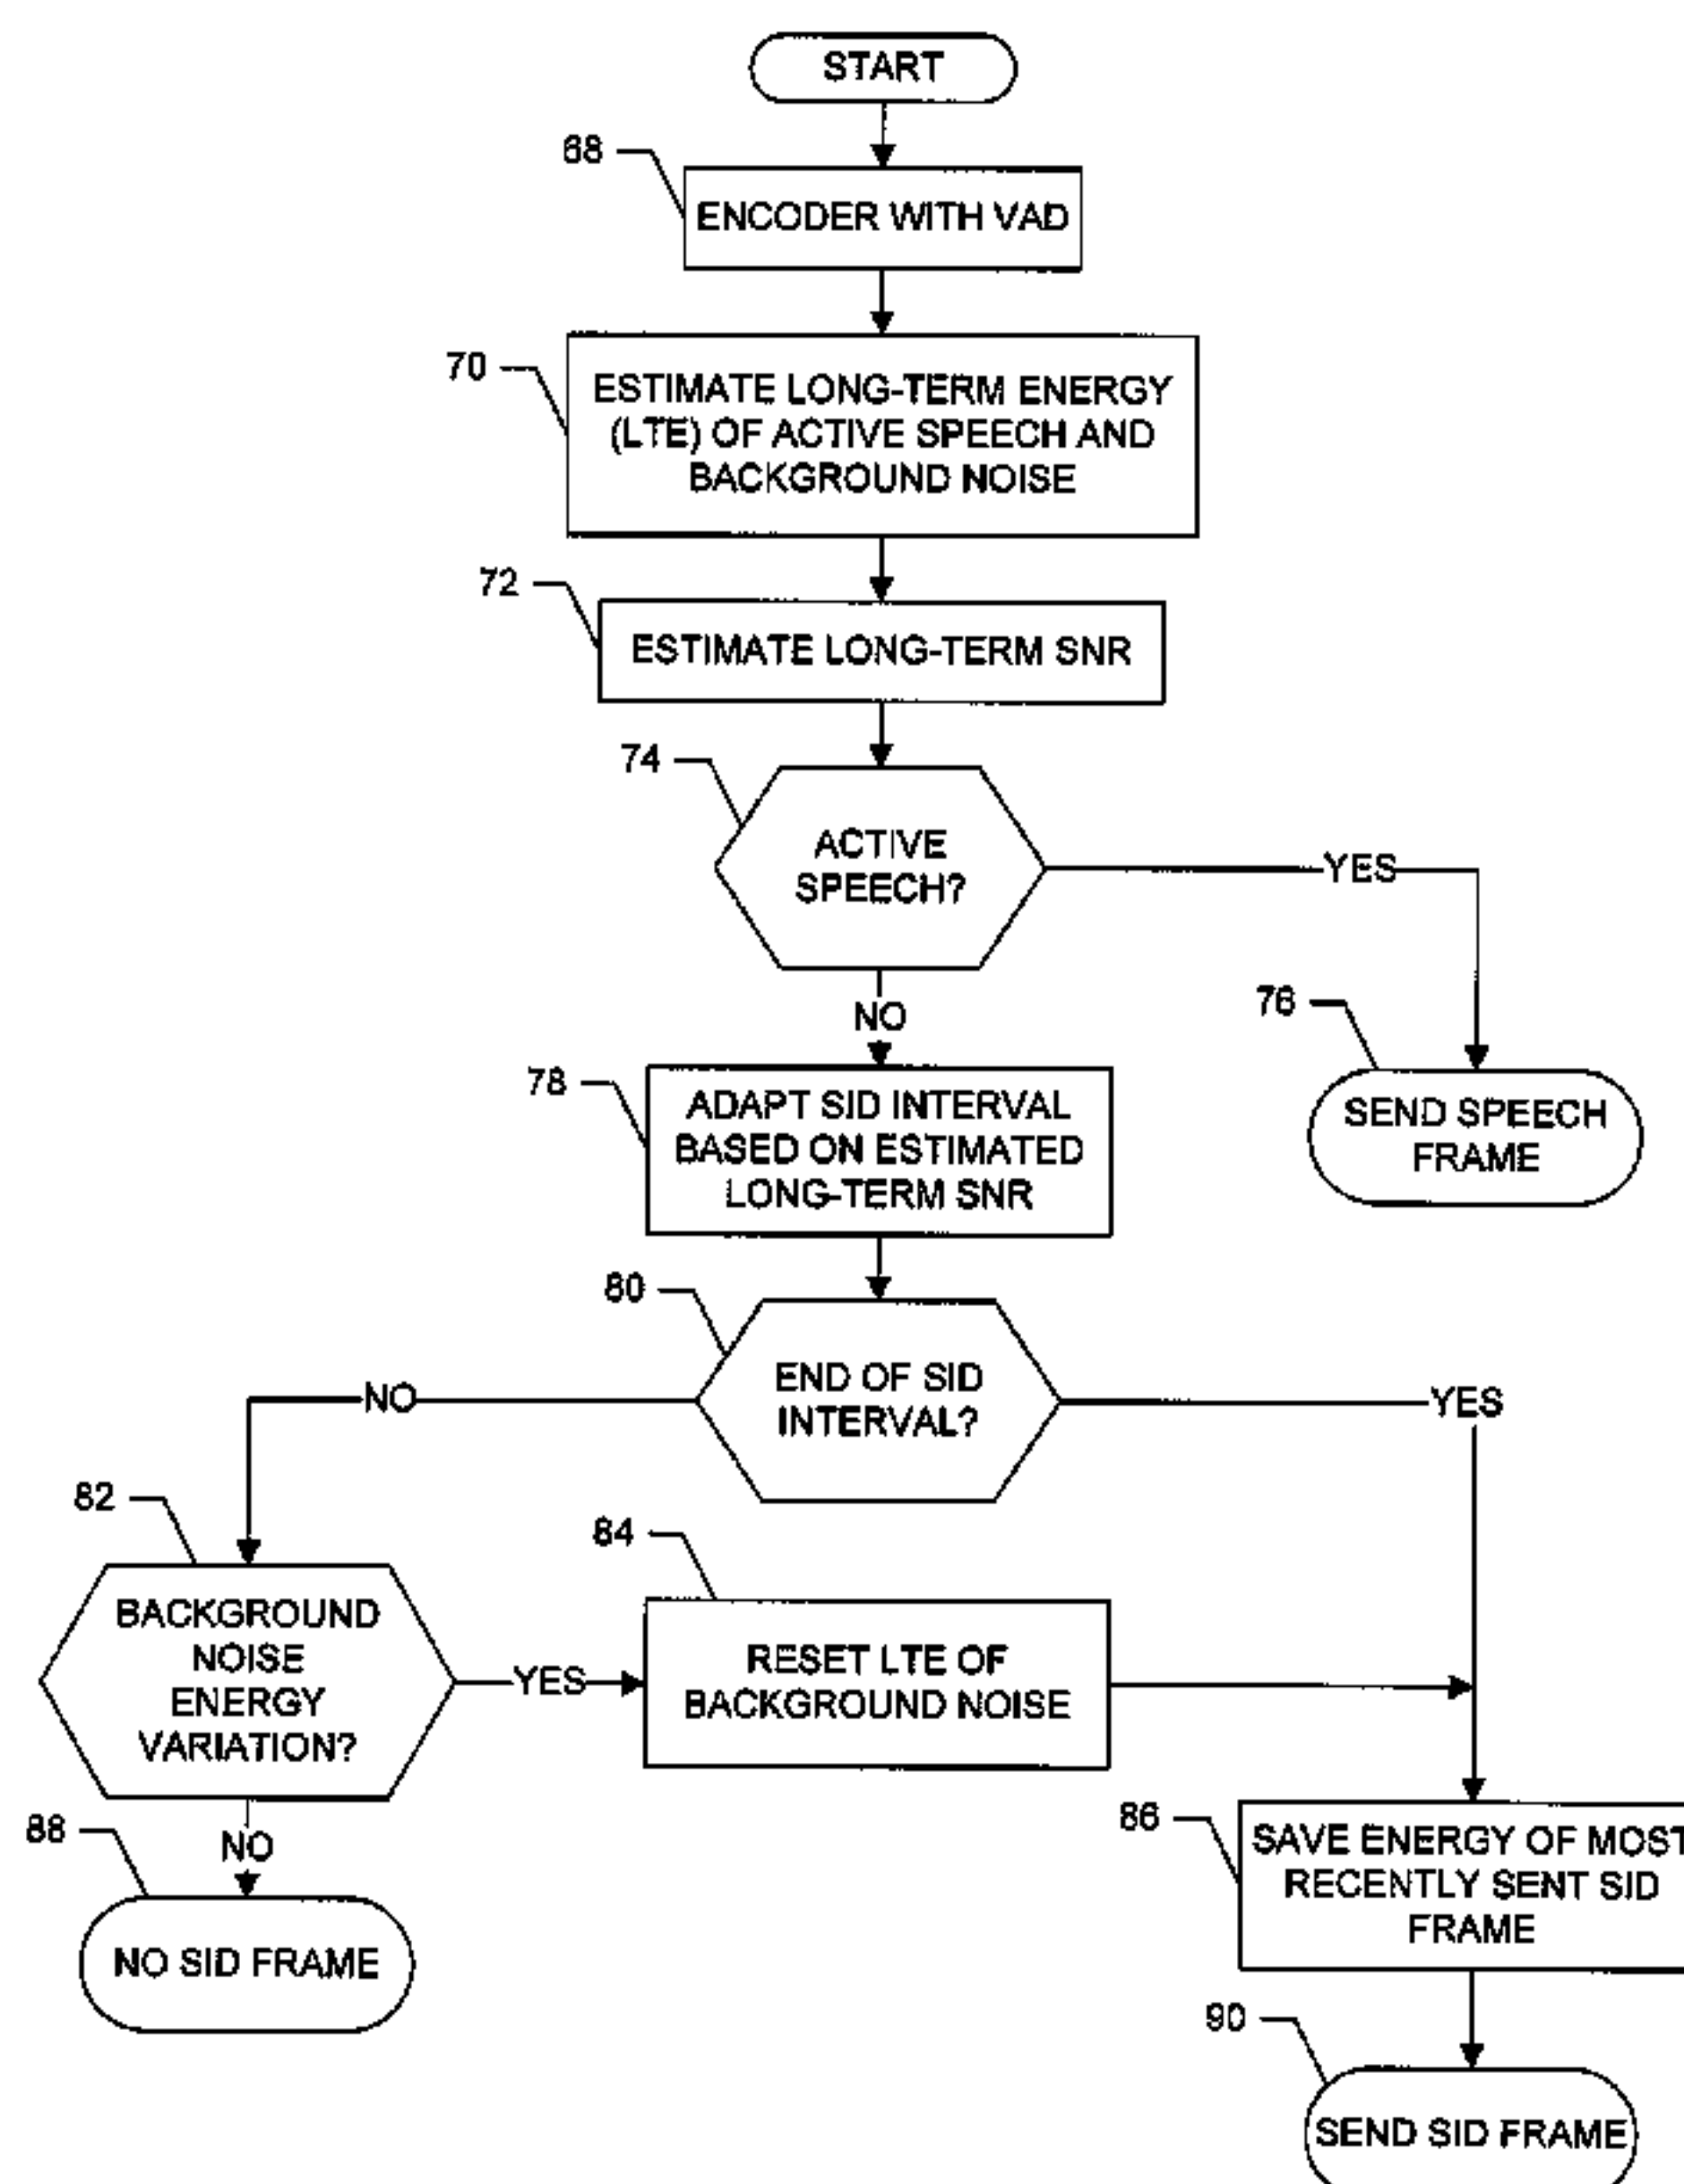 START
68
ENCODER WITH VAD
70
ESTIMATE LONG-TERM ENERGY
(LTE) OF ACTIVE SPEECH AND
BACKGROUND NOISE
72
ESTIMATE LONG-TERM SNR
74
ACTIVE
SPEECH?
YES
NO
76
SEND SPEECH
FRAME
78
ADAPT SID INTERVAL
BASED ON ESTIMATED
LONG-TERM SNR
80
END OF SID
INTERVAL?
NO
YES
82
BACKGROUND
NOISE
ENERGY
VARIATION?
YES
84
RESET LTE OF
BACKGROUND NOISE
86
SAVE ENERGY OF MOST
RECENTLY SENT SID
FRAME
NO
88
NO SID FRAME
90
SEND SID FRAME